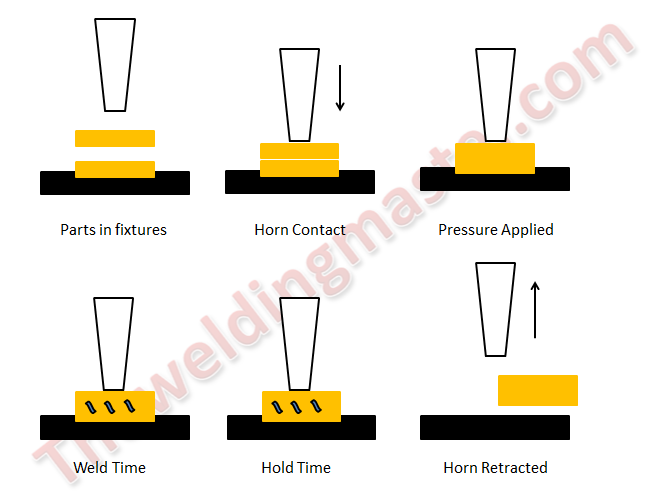 Parts in fixtures
Horn Contact
Pressure Applied
Weld Time
Hold Time
Horn Retracted
Theweldingmaster.com